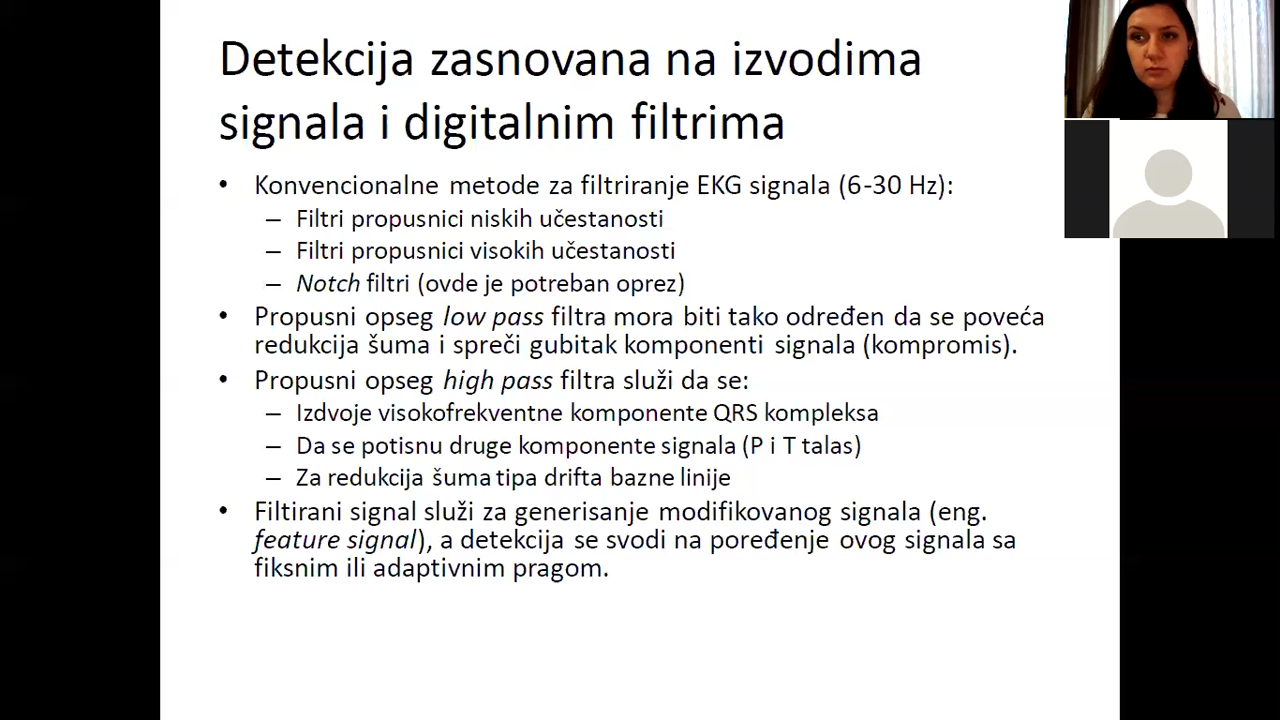 Detekcija zasnovana na izvodima
signala i digitalnim filtrima
• Konvencionalne metode za filtriranje EKG signala (6-30 Hz):
– Filtri propusnici niskih učestanosti
– Filtri propusnici visokih učestanosti
– Notch filtri (ovde je potreban oprez)
• Propusni opseg low pass filtra mora biti tako određen da se poveća
redukcija šuma i spreči gubitak komponenti signala (kompromis).
• Propusni opseg high pass filtra služi da se:
– Izdvoje visokofrekventne komponente QRS kompleksa
– Da se potisnu druge komponente signala (P i T talas)
– Za redukcija šuma tipa drifta bazne linije
• Filtirani signal služi za generisanje modifikovanog signala (eng.
feature signal), a detekcija se svodi na poređenje ovog signala sa
fiksnim ili adaptivnim pragom.